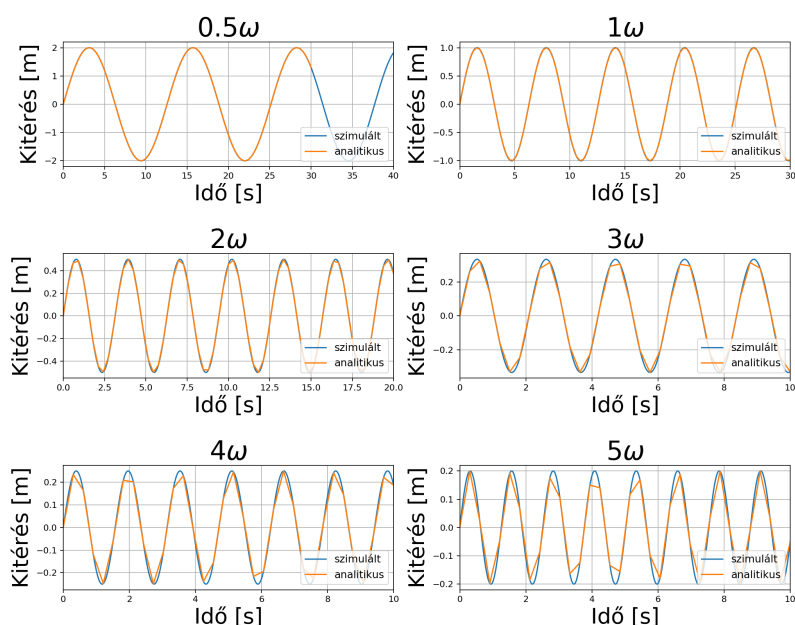 0.5ω
Kitérés [m]
2
1
0
−1
−2
0 5 10 15 20 25 30 35 40
Idő [s]
szimulált
analitikus
1ω
Kitérés [m]
1.0
0.5
0.0
−0.5
−1.0
0 5 10 15 20 25 30
Idő [s]
szimulált
analitikus
2ω
Kitérés [m]
0.4
0.2
0.0
−0.2
−0.4
0.0 2.5 5.0 7.5 10.0 12.5 15.0 17.5 20.0
Idő [s]
szimulált
analitikus
3ω
Kitérés [m]
0.2
0.0
−0.2
0 2 4 6 8 10
Idő [s]
szimulált
analitikus
4ω
Kitérés [m]
0.2
0.1
0.0
−0.1
−0.2
0 2 4 6 8 10
Idő [s]
szimulált
analitikus
5ω
Kitérés [m]
0.2
0.1
0.0
−0.1
−0.2
0 2 4 6 8 10
Idő [s]
szimulált
analitikus